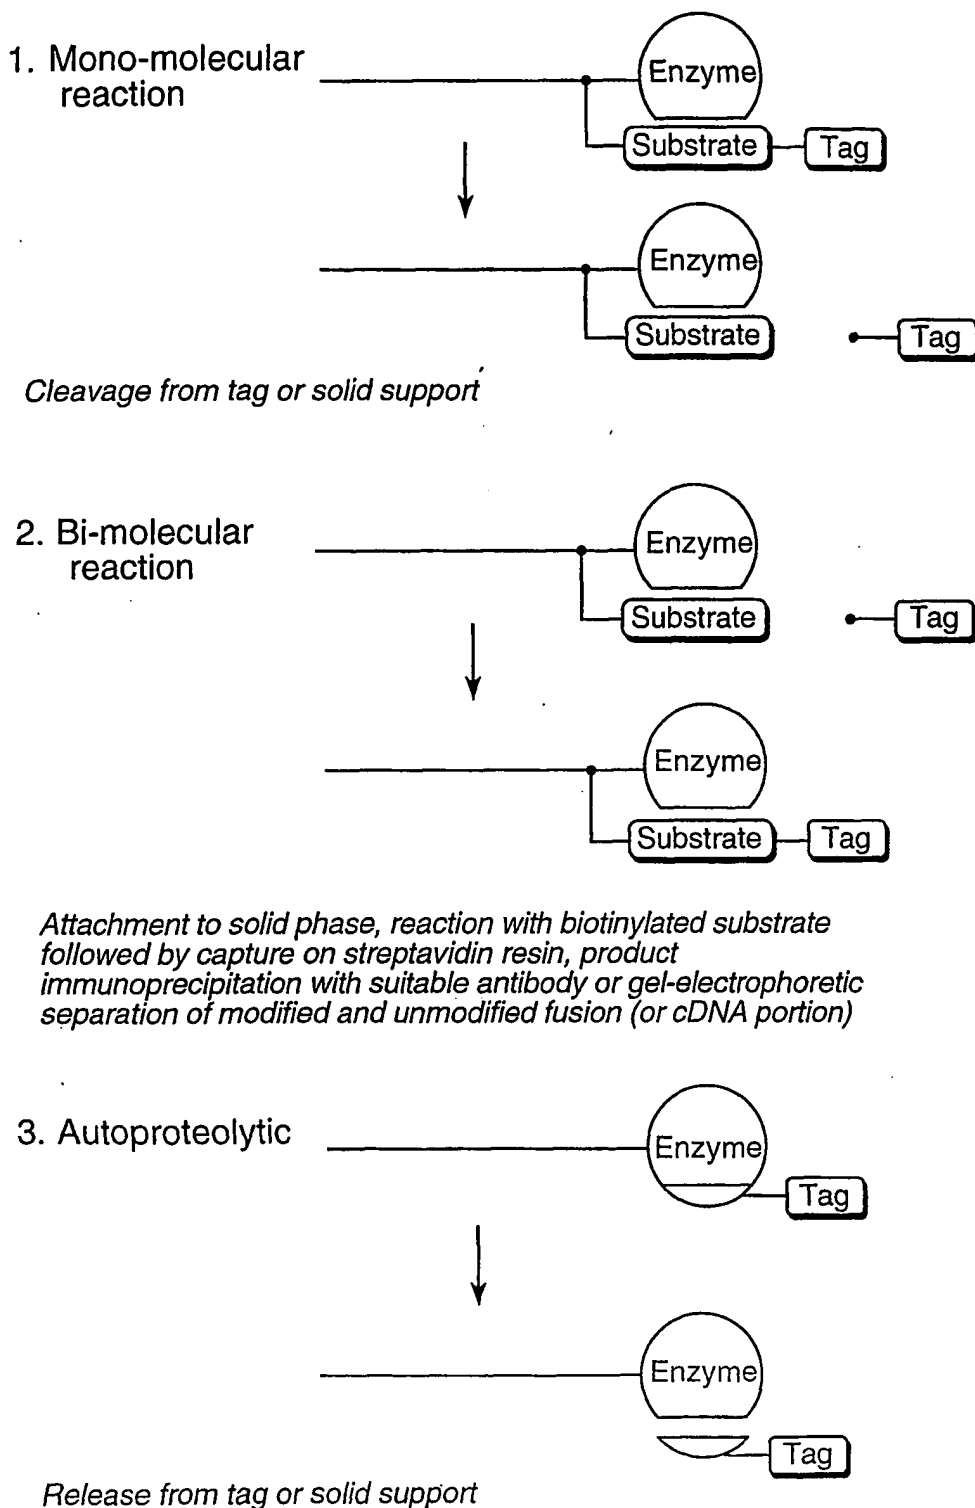 1. Mono-molecular
reaction
Enzyme
Substrate
Tag
Enzyme
Substrate
Tag
Cleavage from tag or solid support
2. Bi-molecular
reaction
Enzyme
Substrate
Tag
Enzyme
Substrate
Tag
Attachment to solid phase, reaction with biotinylated substrate
followed by capture on streptavidin resin, product
immunoprecipitation with suitable antibody or gel-electrophoretic
separation of modified and unmodified fusion (or cDNA portion)
3. Autoproteolytic
Enzyme
Tag
Enzyme
Tag
Release from tag or solid support